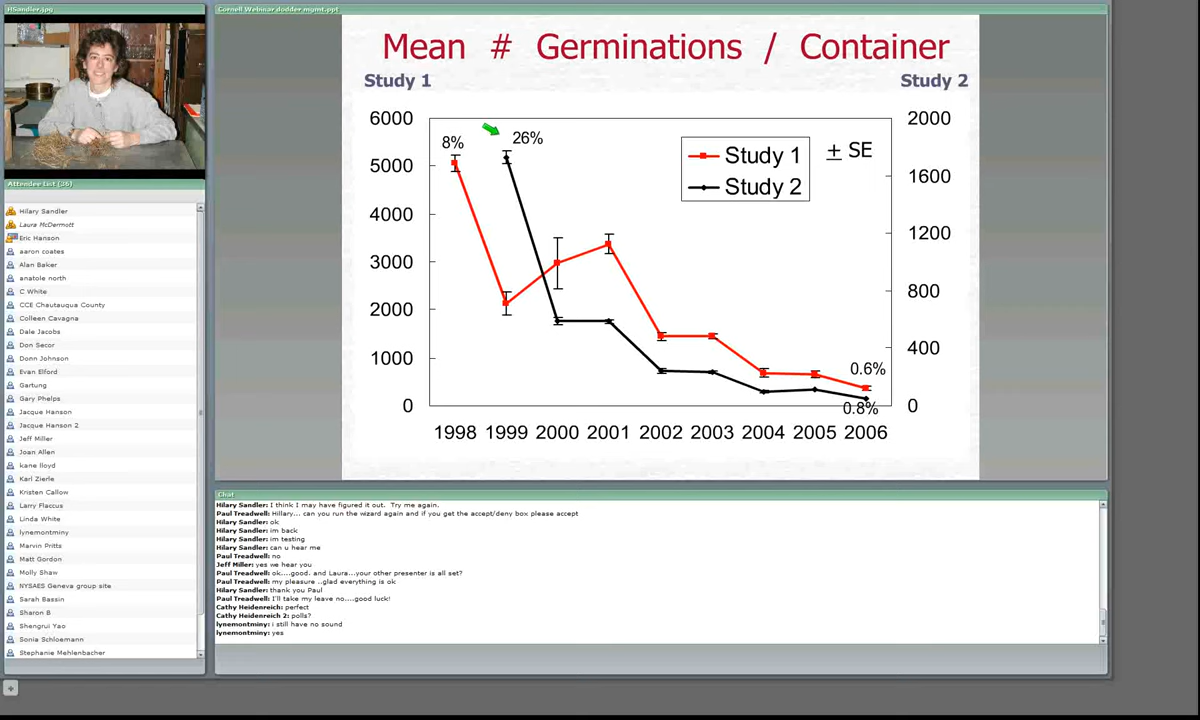 HSandler.jpg
Attendee List (36)
Hilary Sandler
Laura McDermott
Eric Hanson
aaron coates
Alan Baker
anatole north
C White
CCE Chautauqua County
Colleen Cavagna
Dale Jacobs
Don Secor
Donn Johnson
Evan Elford
Gartung
Gary Phelps
Jacque Hanson
Jacque Hanson 2
Jeff Miller
Joan Allen
kane lloyd
Karl Zierle
Kristen Callow
Larry Flaccus
Linda White
lynemontminy
Marvin Pritts
Matt Gordon
Molly Shaw
NYSAES Geneva group site
Sarah Bassin
Sharon B
Shengrui Yao
Sonia Schloemann
Stephanie Mehlenbacher
Cornell Webinar dodder mgmt.ppt
Mean # Germinations / Container
Study 1
Study 2
6000
5000
4000
3000
2000
1000
0
8%
26%
Study 1
Study 2
± SE
0.6%
0.8%
2000
1600
1200
800
400
0
1998 1999 2000 2001 2002 2003 2004 2005 2006
Chat
Hilary Sandler: I think I may have figured it out. Try me again.
Paul Treadwell: Hillary... can you run the wizard again and if you get the accept/deny box please accept
Hilary Sandler: ok
Hilary Sandler: im back
Hilary Sandler: im testing
Hilary Sandler: can u hear me
Paul Treadwell: no
Jeff Miller: yes we hear you
Paul Treadwell: ok....good. and Laura...your other presenter is all set?
Paul Treadwell: my pleasure ..glad everything is ok
Hilary Sandler: thank you Paul
Paul Treadwell: I'll take my leave no....good luck!
Cathy Heidenreich: perfect
Cathy Heidenreich 2: polls?
lynemontminy: i still have no sound
lynemontminy: yes